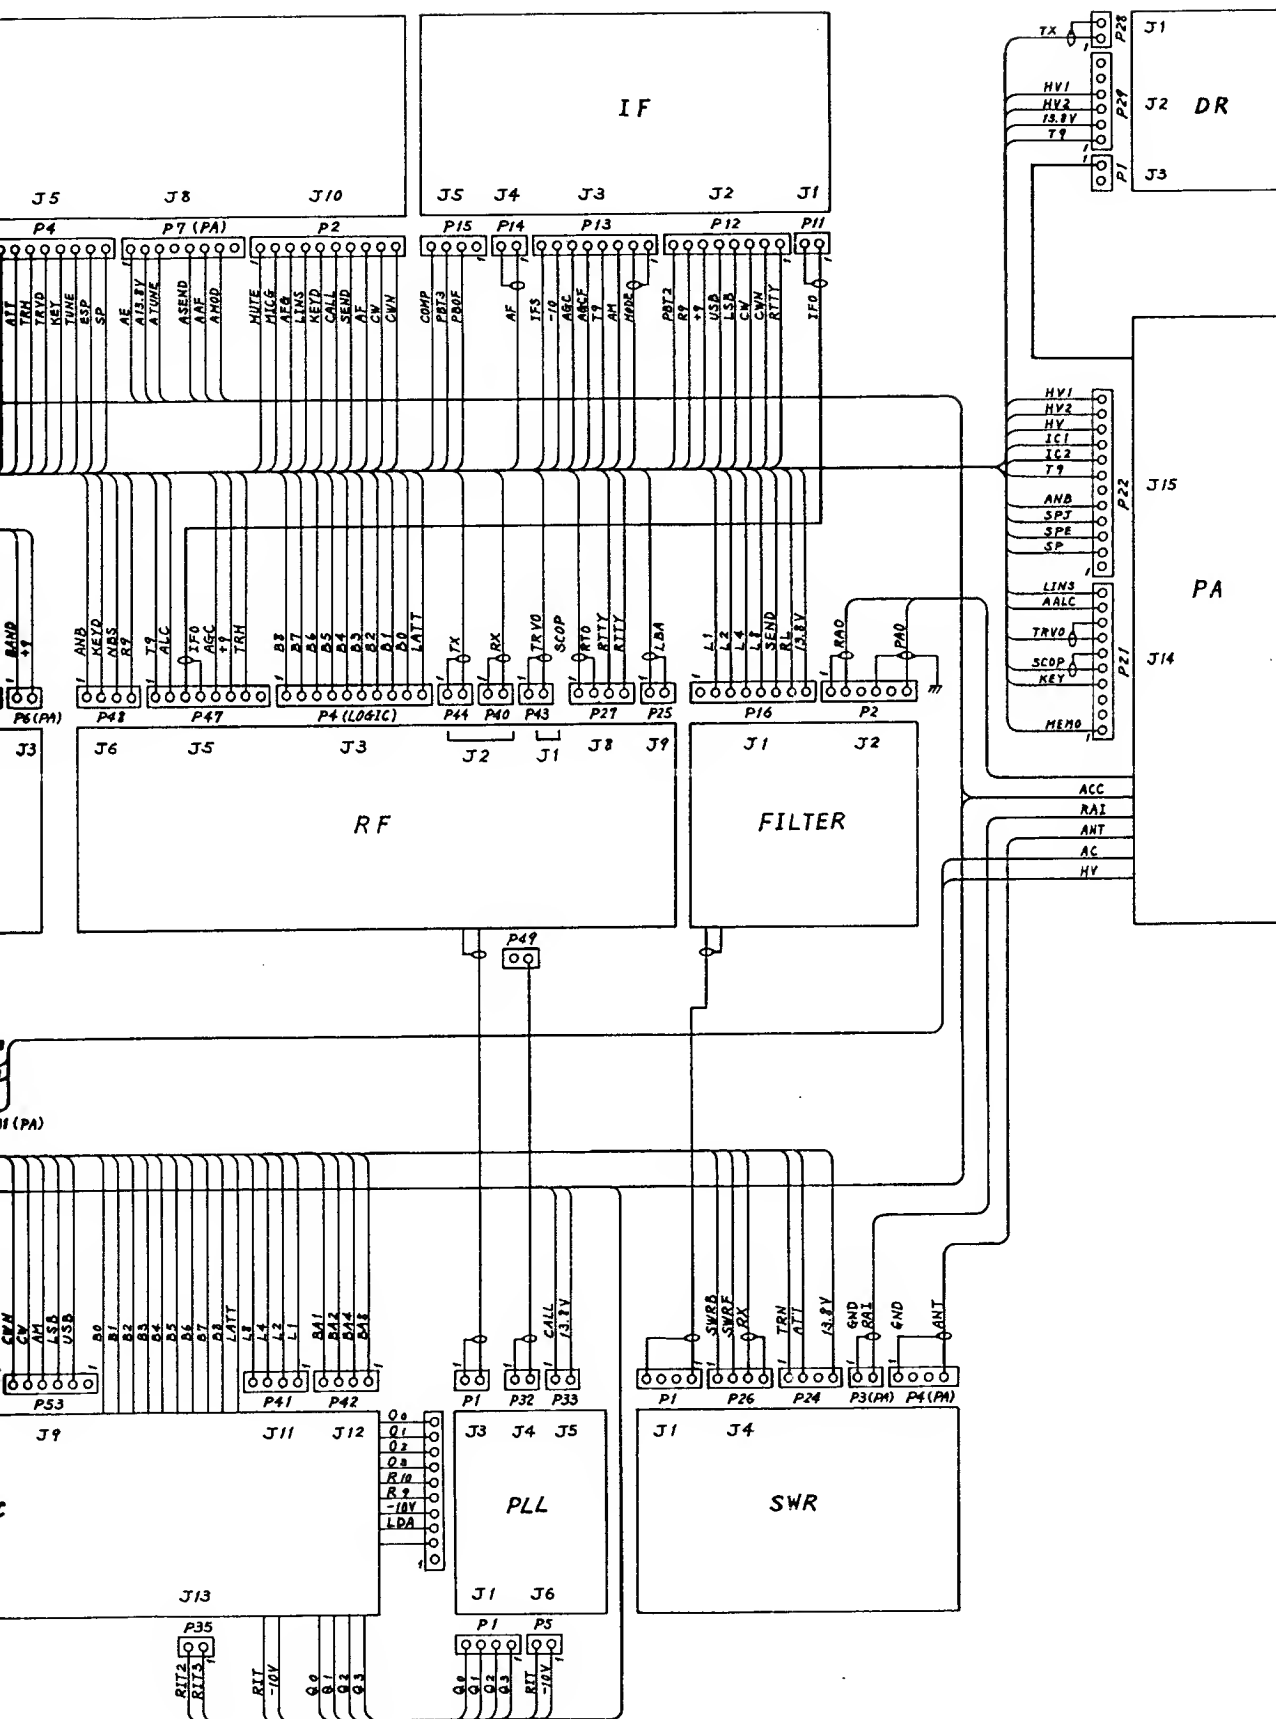 IF
J5 J8 J10
P4 P7 (PA) P2
ATT TRH TRVD KEY TUNE ESP SP
AE A13.8V ATUNE ASEND AAF AMOD
MUTE MICG AFG LINS KEYD CALL SEND AF CW CWN
J5 J4 J3 J2 J1
P15 P14 P13 P12 P11
COMP PBT3 PBOF
AF
IFS -10 AGC AGCF T9 AM MODE
PBT2 R9 +9 USB LSB CW CWN RTTY
IFO
TX
P28
J1
HV1
HV2
13.8V
T9
P29
J2 DR
P1
J3
HV1
HV2
HV
IC1
IC2
T9
ANB
SPJ
SPE
SP
P22
J15
PA
LINS
AALC
TRVO
SCOP
KEY
MEMO
P21
J14
ACC
RAI
ANT
AC
HV
BAND +9
ANB KEYD NBS R9
T9 ALC IFO AGC +9 TRH
B8 B7 B6 B5 B4 B3 B2 B1 B0 LATT
TX RX TRVO SCOP RTO RTTY RTTY LBA
L1 L2 L4 L8 SEND RL 13.8V
RAO PAO
P6(PA) P48 P47 P4 (LOGIC) P44 P40 P43 P27 P25 P16 P2
J3 J6 J5 J3 J2 J1 J8 J9 J1 J2
RF
FILTER
P49
(PA)
CWN CW AM LSB USB
B0 B1 B2 B3 B4 B5 B6 B7 B8 LATT
L8 L4 L2 L1
BA1 BA2 BA4 BA8
CALL 13.8V
SWRB SWRF RX
TRN ATT 13.8V
GND RAI
GND ANT
P53 P41 P42 P1 P32 P33 P1 P26 P24 P3(PA) P4(PA)
J9 J11 J12 J3 J4 J5 J1 J4
Q0
Q1
Q2
Q3
R10
R9
-10V
LDA
PLL
SWR
J13 J1 J6
P35 P1 P5
RIT2 RIT3
RIT -10V
Q0 Q1 Q2 Q3
Q0 Q1 Q2 Q3
RIT -10V